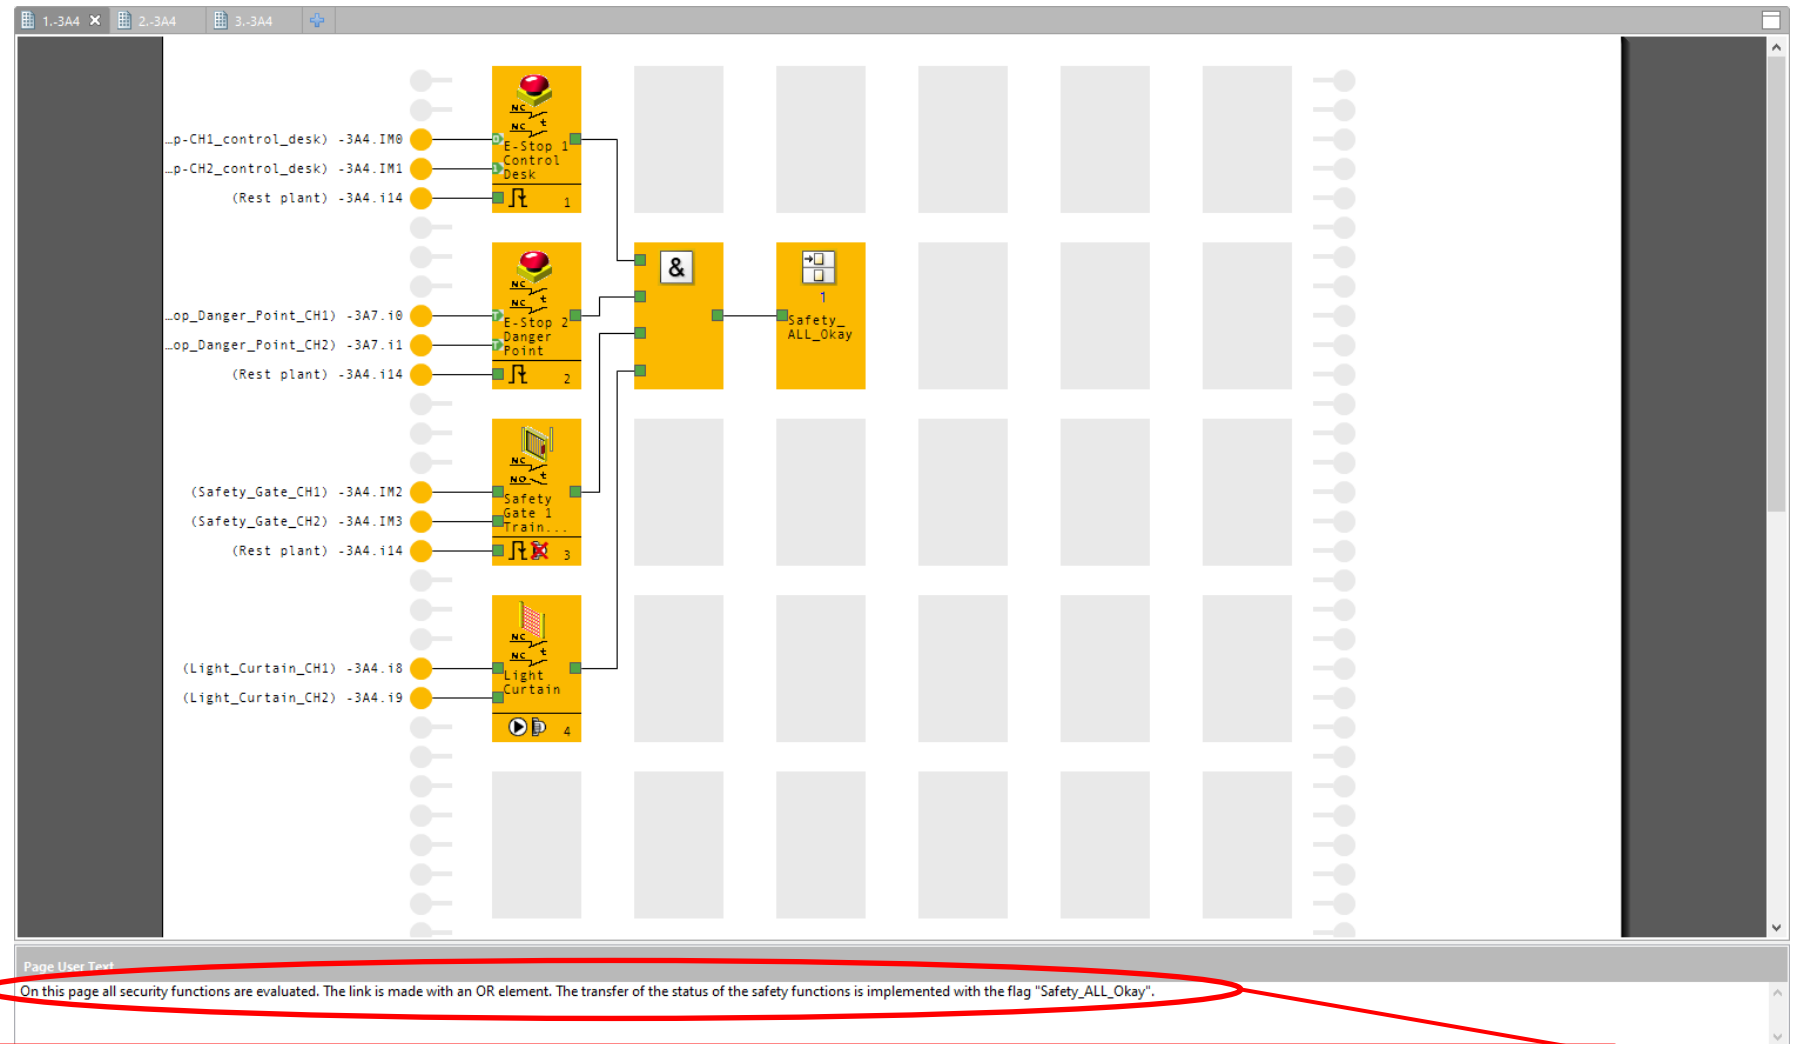 1.-3A4
2.-3A4
3.-3A4
NC
NC t
…p-CH1_control_desk) -3A4.IM0
E-Stop 1
Control
Desk
…p-CH2_control_desk) -3A4.IM1
(Rest plant) -3A4.i14
1
NC
NC t
&
1
…op_Danger_Point_CH1) -3A7.i0
E-Stop 2
Danger
Point
Safety_
ALL_Okay
…op_Danger_Point_CH2) -3A7.i1
(Rest plant) -3A4.i14
2
NC
NO t
(Safety_Gate_CH1) -3A4.IM2
Safety
Gate 1
Train...
(Safety_Gate_CH2) -3A4.IM3
(Rest plant) -3A4.i14
3
NC
NC t
(Light_Curtain_CH1) -3A4.i8
Light
Curtain
(Light_Curtain_CH2) -3A4.i9
4
Page User Text
On this page all security functions are evaluated. The link is made with an OR element. The transfer of the status of the safety functions is implemented with the flag "Safety_ALL_Okay".